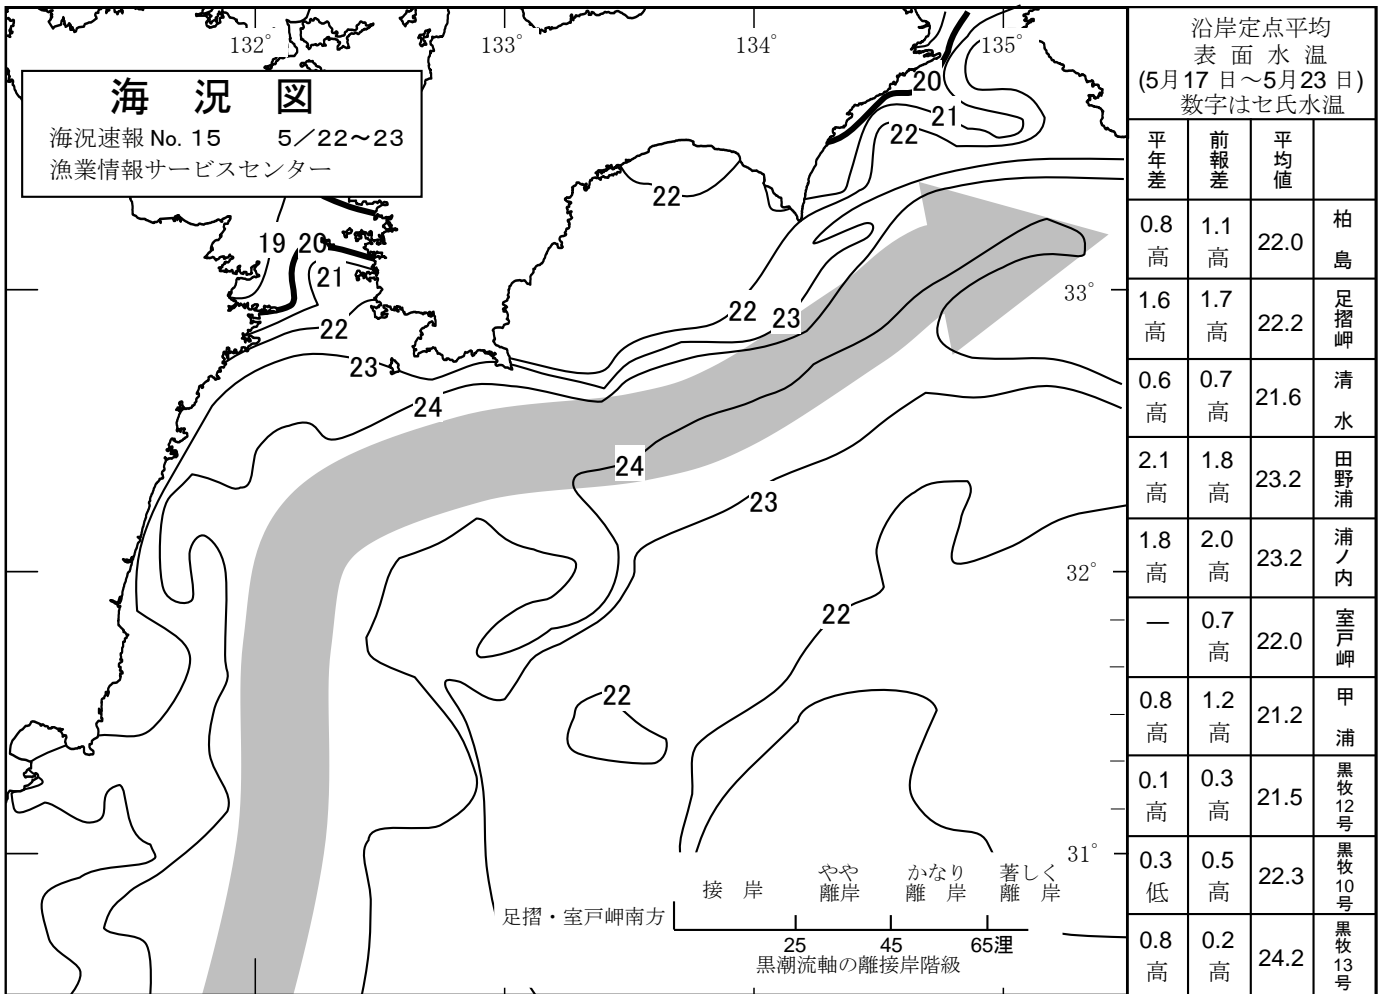 132°
133°
134°
135°
海 況 図
海況速報 No. 15 5／22～23
漁業情報サービスセンター
20
21
22
22
19 20
21
22
23
24
22 23
33°
24
23
32°
22
22
31°
接 岸
やや
離岸
かなり
離 岸
著しく
離 岸
足摺・室戸岬南方
25 45 65浬
黒潮流軸の離接岸階級
沿岸定点平均
表 面 水 温
(5月17 日～5月23 日)
数字はセ氏水温
平年差 前報差 平均値
0.8高 1.1高 22.0 柏島
1.6高 1.7高 22.2 足摺岬
0.6高 0.7高 21.6 清水
2.1高 1.8高 23.2 田野浦
1.8高 2.0高 23.2 浦ノ内
— 0.7高 22.0 室戸岬
0.8高 1.2高 21.2 甲浦
0.1高 0.3高 21.5 黒牧12号
0.3低 0.5高 22.3 黒牧10号
0.8高 0.2高 24.2 黒牧13号